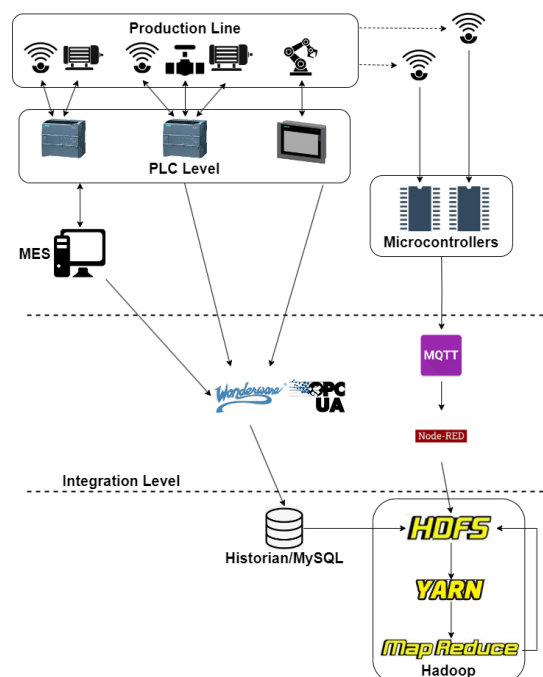 Production Line
PLC Level
MES
Microcontrollers
MQTT
Wonderware
OPC
UA
Node-RED
Integration Level
HDFS
Historian/MySQL
YARN
Map Reduce
Hadoop